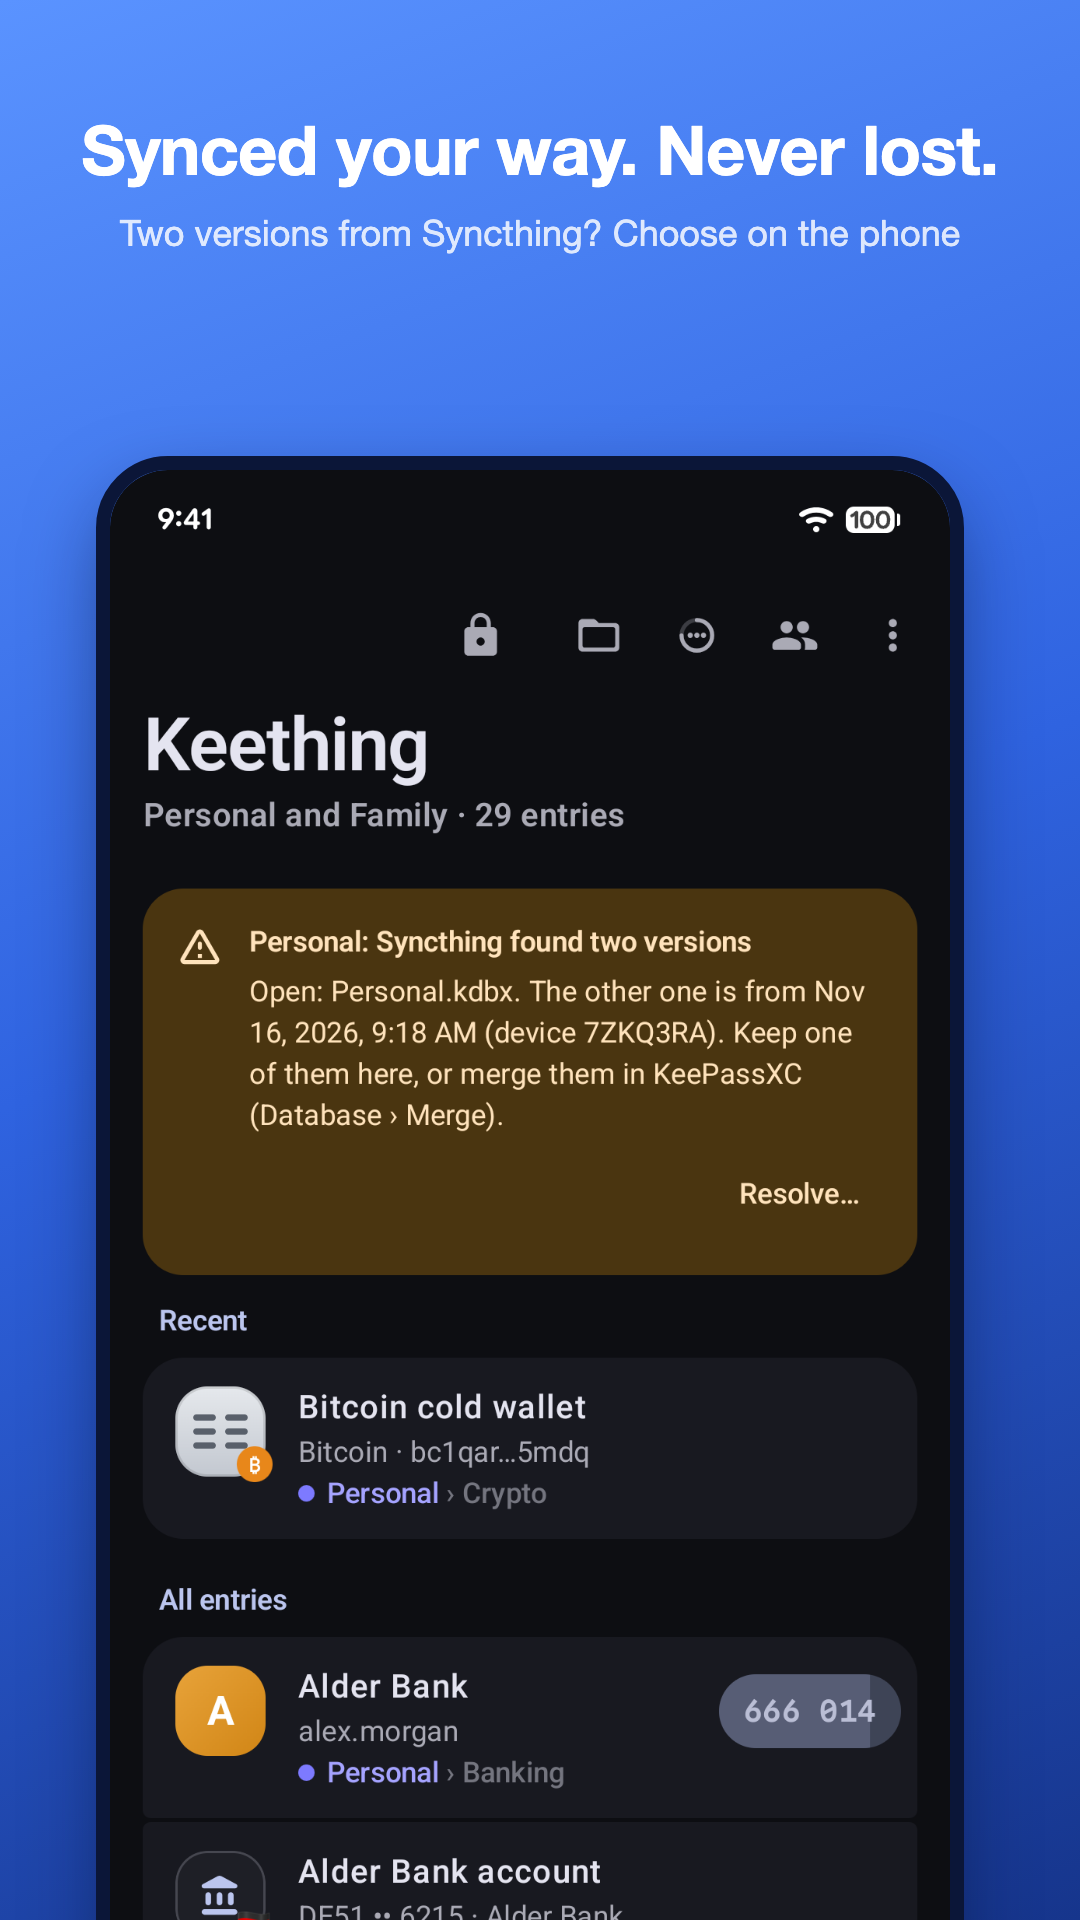 Synced your way. Never lost.
Two versions from Syncthing? Choose on the phone
9:41
100
Keething
Personal and Family · 29 entries
Personal: Syncthing found two versions
Open: Personal.kdbx. The other one is from Nov
16, 2026, 9:18 AM (device 7ZKQ3RA). Keep one
of them here, or merge them in KeePassXC
(Database › Merge).
Resolve…
Recent
Bitcoin cold wallet
Bitcoin · bc1qar…5mdq
Personal › Crypto
All entries
A
Alder Bank
666 014
alex.morgan
Personal › Banking
Alder Bank account
DE51 •• 6215 · Alder Bank